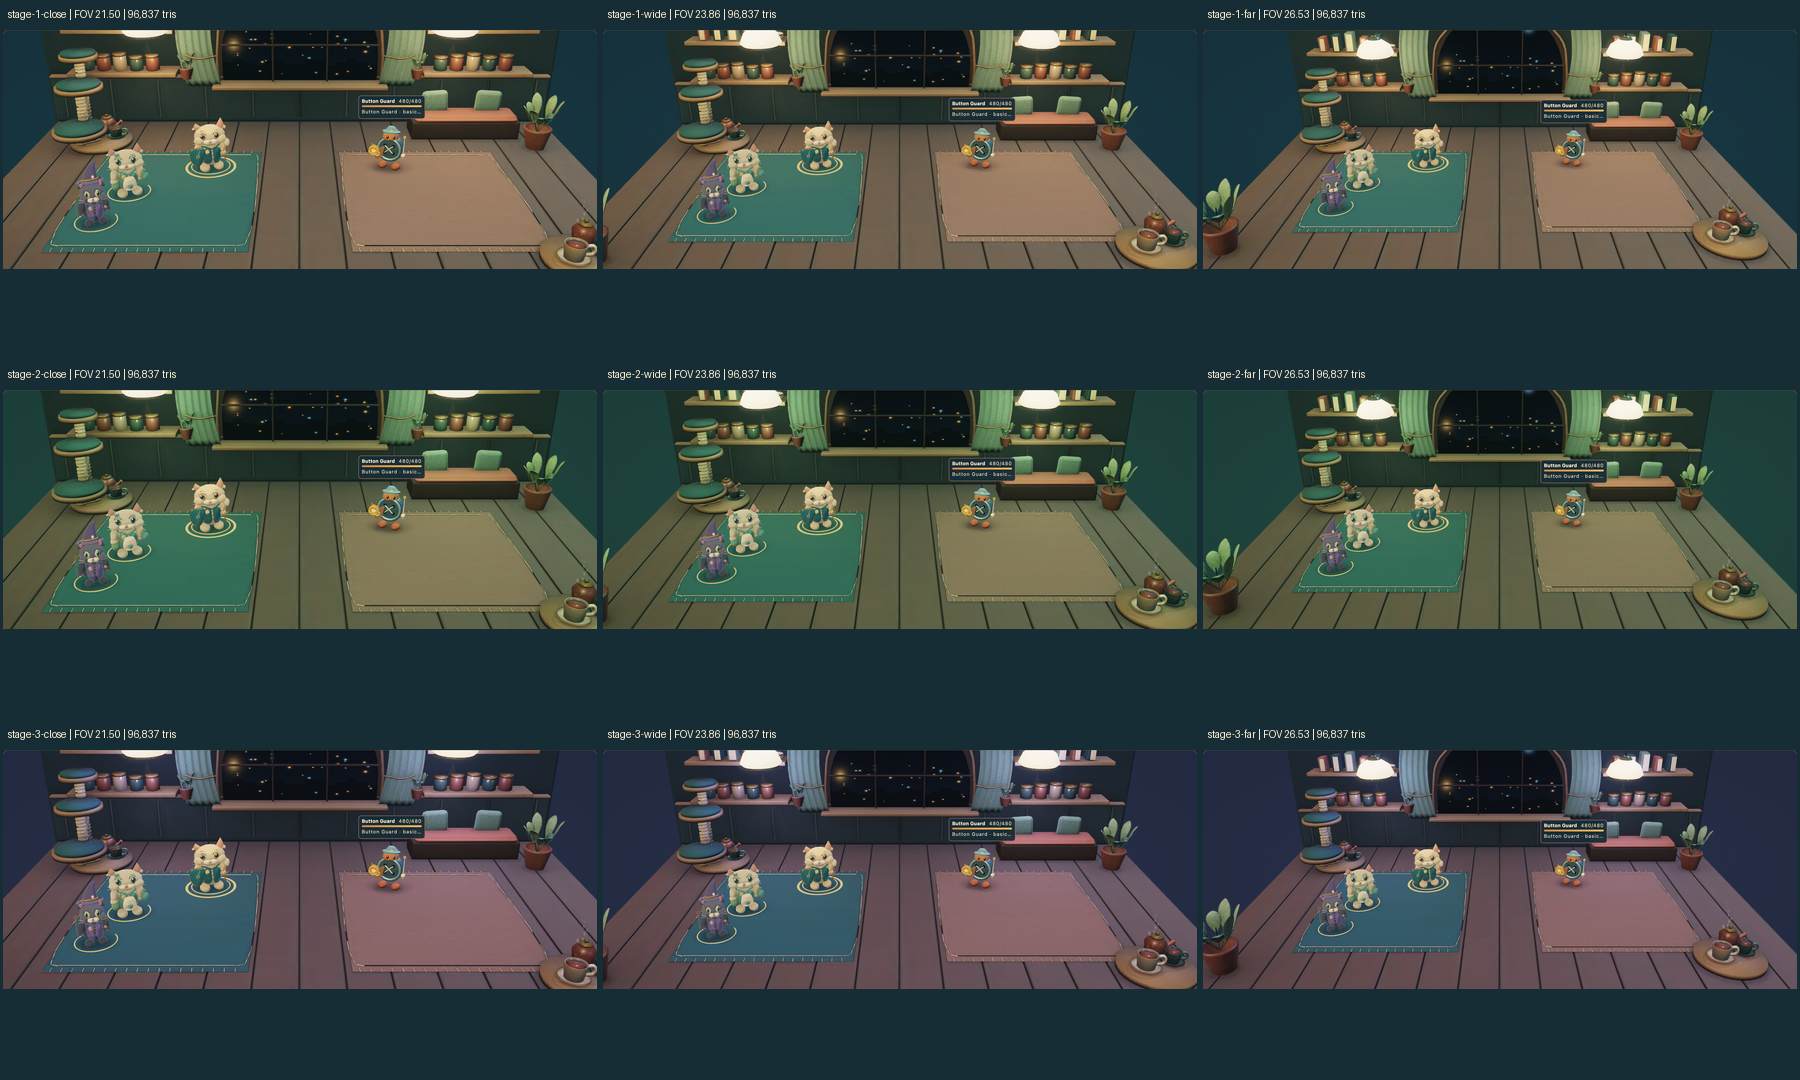 stage-1-close | FOV 21.50 | 96,837 tris
stage-1-wide | FOV 23.86 | 96,837 tris
stage-1-far | FOV 26.53 | 96,837 tris
Button Guard 480/480
Button Guard · basic...
Button Guard 480/480
Button Guard · basic...
Button Guard 480/480
Button Guard · basic...
stage-2-close | FOV 21.50 | 96,837 tris
stage-2-wide | FOV 23.86 | 96,837 tris
stage-2-far | FOV 26.53 | 96,837 tris
Button Guard 480/480
Button Guard · basic...
Button Guard 480/480
Button Guard · basic...
Button Guard 480/480
Button Guard · basic...
stage-3-close | FOV 21.50 | 96,837 tris
stage-3-wide | FOV 23.86 | 96,837 tris
stage-3-far | FOV 26.53 | 96,837 tris
Button Guard 480/480
Button Guard · basic...
Button Guard 480/480
Button Guard · basic...
Button Guard 480/480
Button Guard · basic...